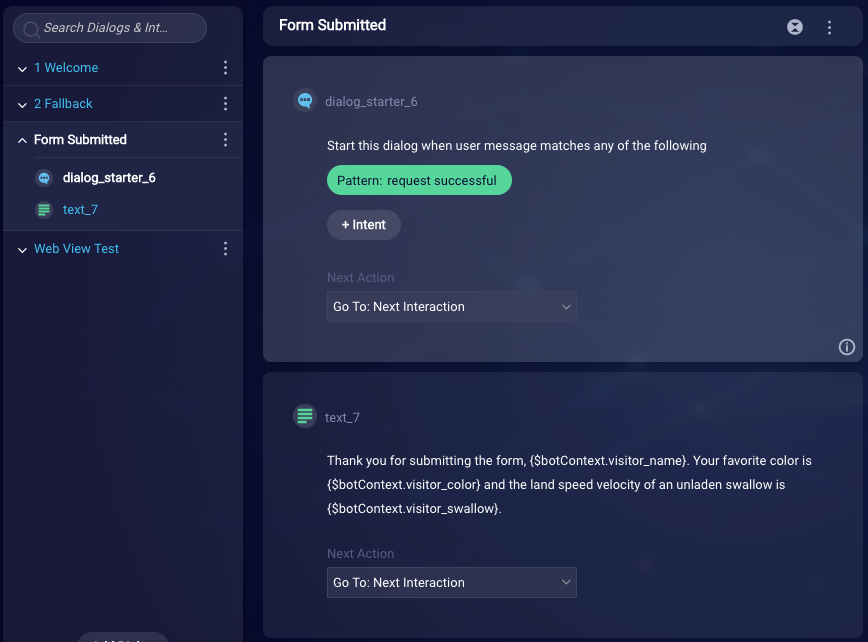 Search Dialogs & Int...
1 Welcome
2 Fallback
Form Submitted
dialog_starter_6
text_7
Web View Test
Form Submitted
dialog_starter_6
Start this dialog when user message matches any of the following
Pattern: request successful
+ Intent
Next Action
Go To: Next Interaction
text_7
Thank you for submitting the form, {$botContext.visitor_name}. Your favorite color is
{$botContext.visitor_color} and the land speed velocity of an unladen swallow is
{$botContext.visitor_swallow}.
Next Action
Go To: Next Interaction